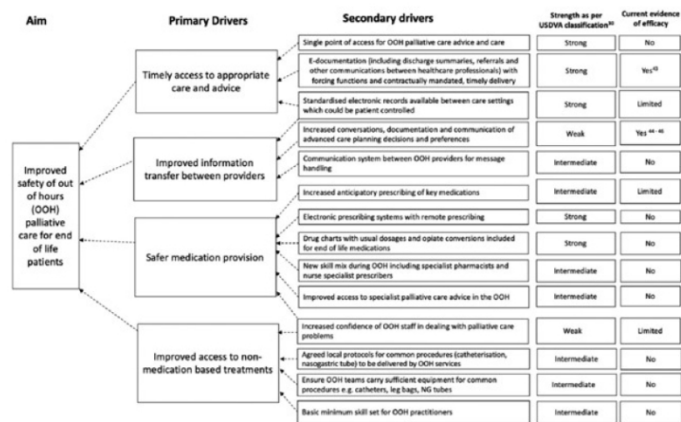 Aim
Primary Drivers
Secondary drivers
Strength as per
USDVA classification³⁹
Current evidence
of efficacy
Improved
safety of out
of hours
(OOH)
palliative
care for end
of life
patients
Timely access to appropriate
care and advice
Improved information
transfer between providers
Safer medication provision
Improved access to non-
medication based treatments
Single point of access for OOH palliative care advice and care
Strong
No
E-documentation (including discharge summaries, referrals and
other communications between healthcare professionals) with
forcing functions and contractually mandated, timely delivery
Strong
Yes⁴³
Standardised electronic records available between care settings
which could be patient controlled
Strong
Limited
Increased conversations, documentation and communication of
advanced care planning decisions and preferences
Weak
Yes ⁴⁴ ⁻ ⁴⁶
Communication system between OOH providers for message
handling
Intermediate
No
Increased anticipatory prescribing of key medications
Intermediate
Limited
Electronic prescribing systems with remote prescribing
Strong
No
Drug charts with usual dosages and opiate conversions included
for end of life medications
Strong
No
New skill mix during OOH including specialist pharmacists and
nurse specialist prescribers
Intermediate
No
Improved access to specialist palliative care advice in the OOH
Intermediate
No
Increased confidence of OOH staff in dealing with palliative care
problems
Weak
Limited
Agreed local protocols for common procedures (catheterisation,
nasogastric tube) to be delivered by OOH services
Intermediate
No
Ensure OOH teams carry sufficient equipment for common
procedures e.g. catheters, leg bags, NG tubes
Intermediate
No
Basic minimum skill set for OOH practitioners
Intermediate
No